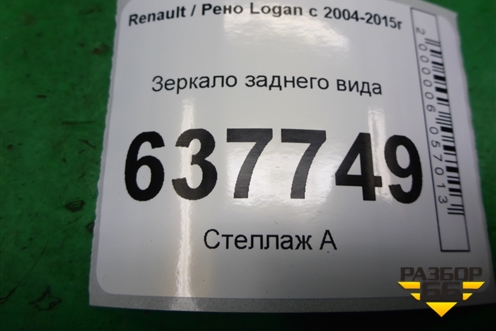 Renault / Рено Logan с 2004-2015г
Зеркало заднего вида
637749
Стеллаж А
2000006057013
РАЗБОР
66